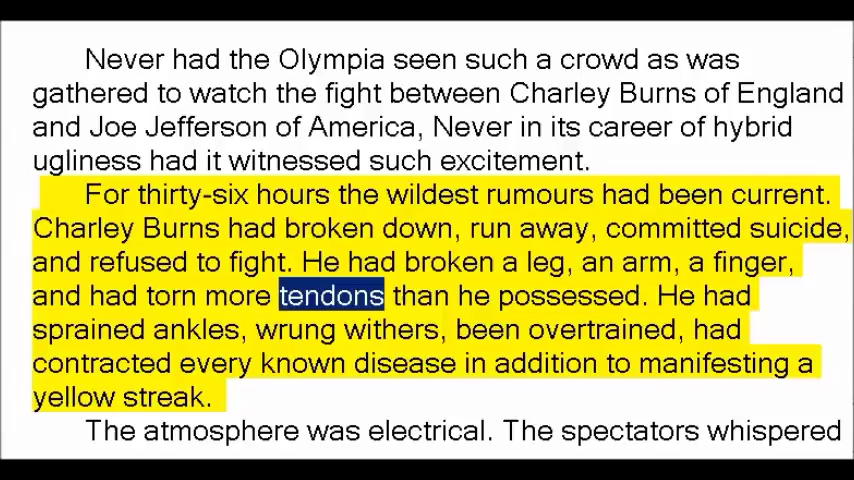 Never had the Olympia seen such a crowd as was
gathered to watch the fight between Charley Burns of England
and Joe Jefferson of America, Never in its career of hybrid
ugliness had it witnessed such excitement.
For thirty-six hours the wildest rumours had been current.
Charley Burns had broken down, run away, committed suicide,
and refused to fight. He had broken a leg, an arm, a finger,
and had torn more tendons than he possessed. He had
sprained ankles, wrung withers, been overtrained, had
contracted every known disease in addition to manifesting a
yellow streak.
The atmosphere was electrical. The spectators whispered